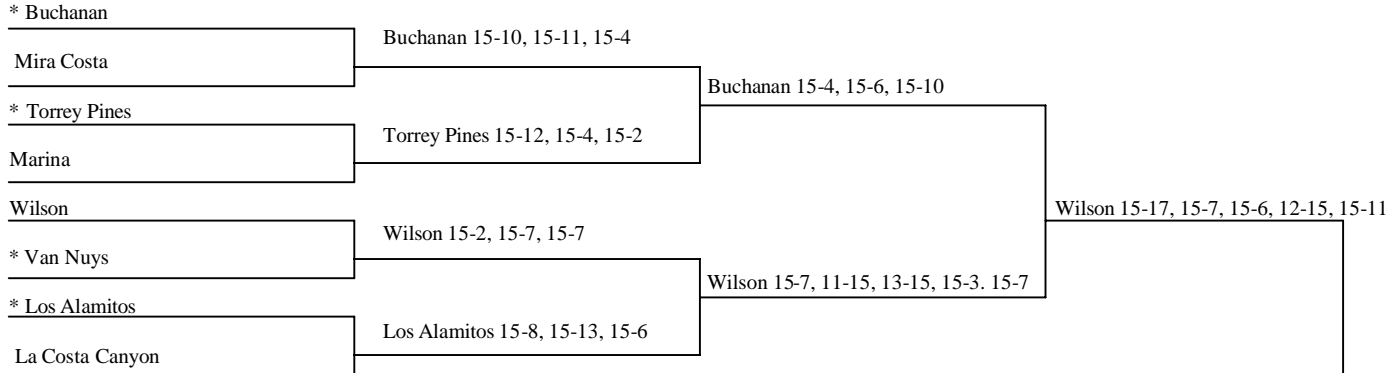 * Buchanan
Buchanan 15-10, 15-11, 15-4
Mira Costa
Buchanan 15-4, 15-6, 15-10
* Torrey Pines
Torrey Pines 15-12, 15-4, 15-2
Marina
Wilson
Wilson 15-17, 15-7, 15-6, 12-15, 15-11
Wilson 15-2, 15-7, 15-7
* Van Nuys
Wilson 15-7, 11-15, 13-15, 15-3. 15-7
* Los Alamitos
Los Alamitos 15-8, 15-13, 15-6
La Costa Canyon